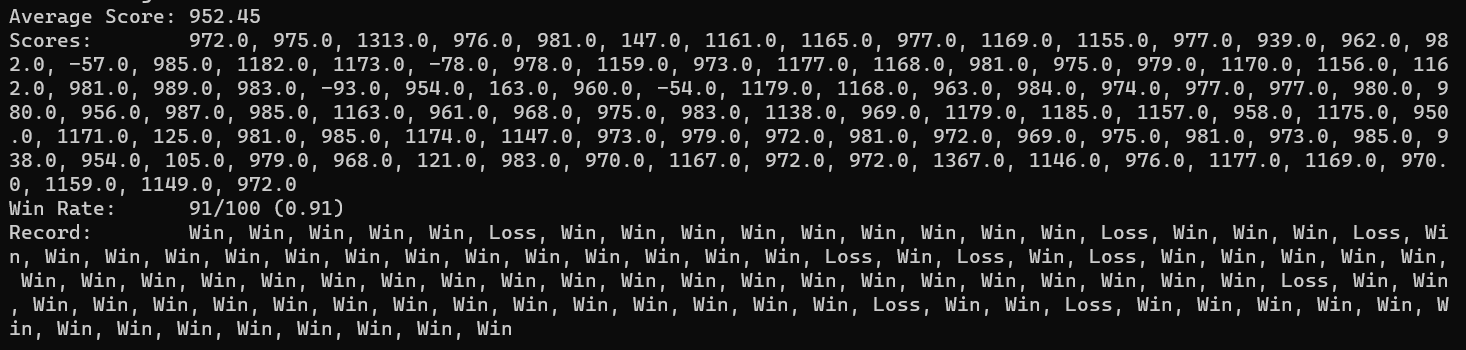 Average Score: 952.45
Scores:        972.0, 975.0, 1313.0, 976.0, 981.0, 147.0, 1161.0, 1165.0, 977.0, 1169.0, 1155.0, 977.0, 939.0, 962.0, 98
2.0, -57.0, 985.0, 1182.0, 1173.0, -78.0, 978.0, 1159.0, 973.0, 1177.0, 1168.0, 981.0, 975.0, 979.0, 1170.0, 1156.0, 116
2.0, 981.0, 989.0, 983.0, -93.0, 954.0, 163.0, 960.0, -54.0, 1179.0, 1168.0, 963.0, 984.0, 974.0, 977.0, 977.0, 980.0, 9
80.0, 956.0, 987.0, 985.0, 1163.0, 961.0, 968.0, 975.0, 983.0, 1138.0, 969.0, 1179.0, 1185.0, 1157.0, 958.0, 1175.0, 950
.0, 1171.0, 125.0, 981.0, 985.0, 1174.0, 1147.0, 973.0, 979.0, 972.0, 981.0, 972.0, 969.0, 975.0, 981.0, 973.0, 985.0, 9
38.0, 954.0, 105.0, 979.0, 968.0, 121.0, 983.0, 970.0, 1167.0, 972.0, 972.0, 1367.0, 1146.0, 976.0, 1177.0, 1169.0, 970.
0, 1159.0, 1149.0, 972.0
Win Rate:      91/100 (0.91)
Record:        Win, Win, Win, Win, Win, Loss, Win, Win, Win, Win, Win, Win, Win, Win, Win, Loss, Win, Win, Win, Loss, Wi
n, Win, Win, Win, Win, Win, Win, Win, Win, Win, Win, Win, Win, Win, Loss, Win, Loss, Win, Loss, Win, Win, Win, Win, Win,
 Win, Win, Win, Win, Win, Win, Win, Win, Win, Win, Win, Win, Win, Win, Win, Win, Win, Win, Win, Win, Win, Loss, Win, Win
, Win, Win, Win, Win, Win, Win, Win, Win, Win, Win, Win, Win, Win, Win, Loss, Win, Win, Loss, Win, Win, Win, Win, Win, W
in, Win, Win, Win, Win, Win, Win, Win, Win